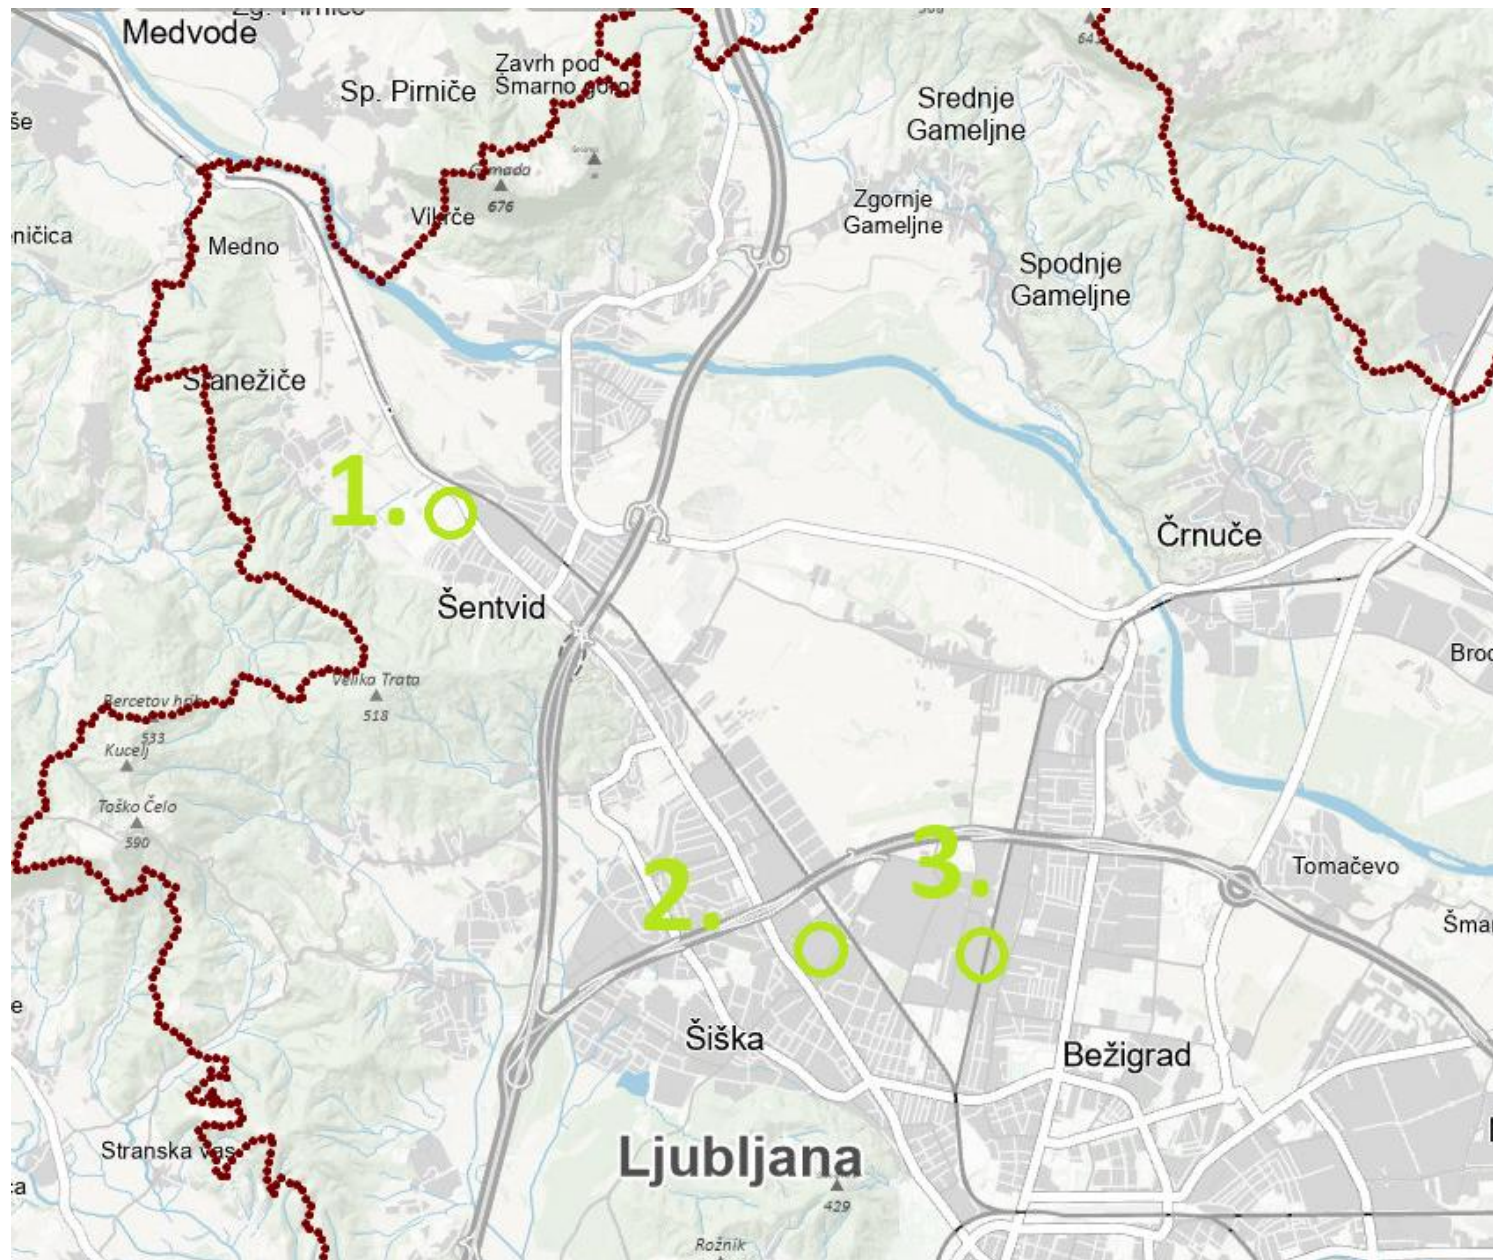 Medvode
Sp. Pirniče
Zavrh pod
Šmarno goro
Srednje
Gameljne
še
676
Zgornje
Gameljne
Vikrče
Medno
Spodnje
Gameljne
Stanežiče
1.
Črnuče
Šentvid
Velika Trata
518
Bercetov hrib
533
Kucelj
Toško Čelo
590
2.
3.
Tomačevo
Šiška
Bežigrad
Stranska vas
Ljubljana
429
Rožnik